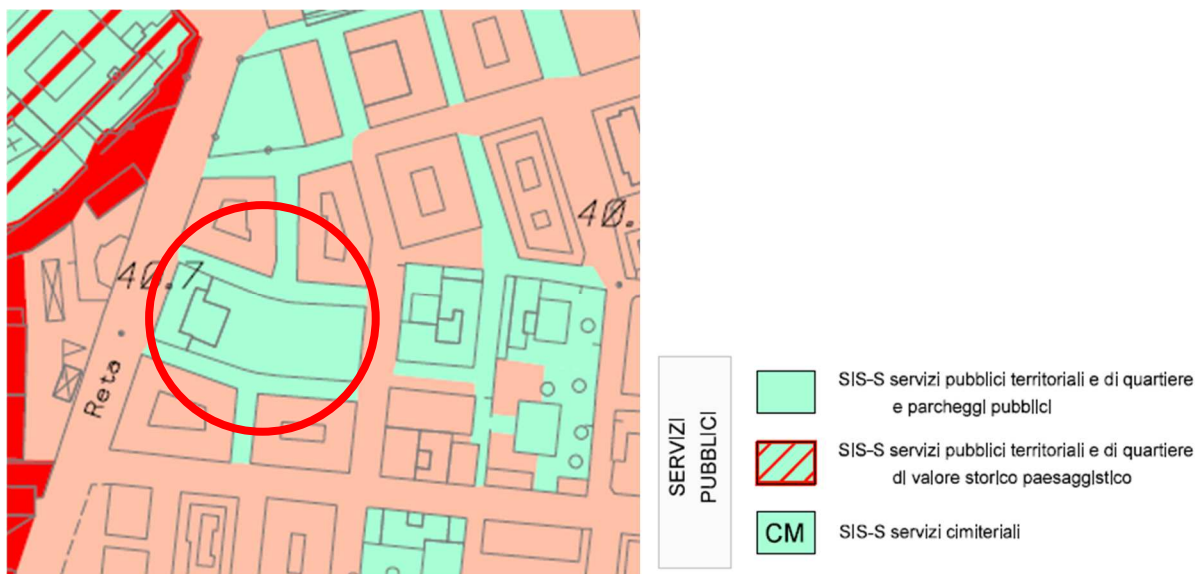 40.
40.7
Reta
SERVIZI
PUBBLICI
SIS-S servizi pubblici territoriali e di quartiere
e parcheggi pubblici
SIS-S servizi pubblici territoriali e di quartiere
di valore storico paesaggistico
CM
SIS-S servizi cimiteriali